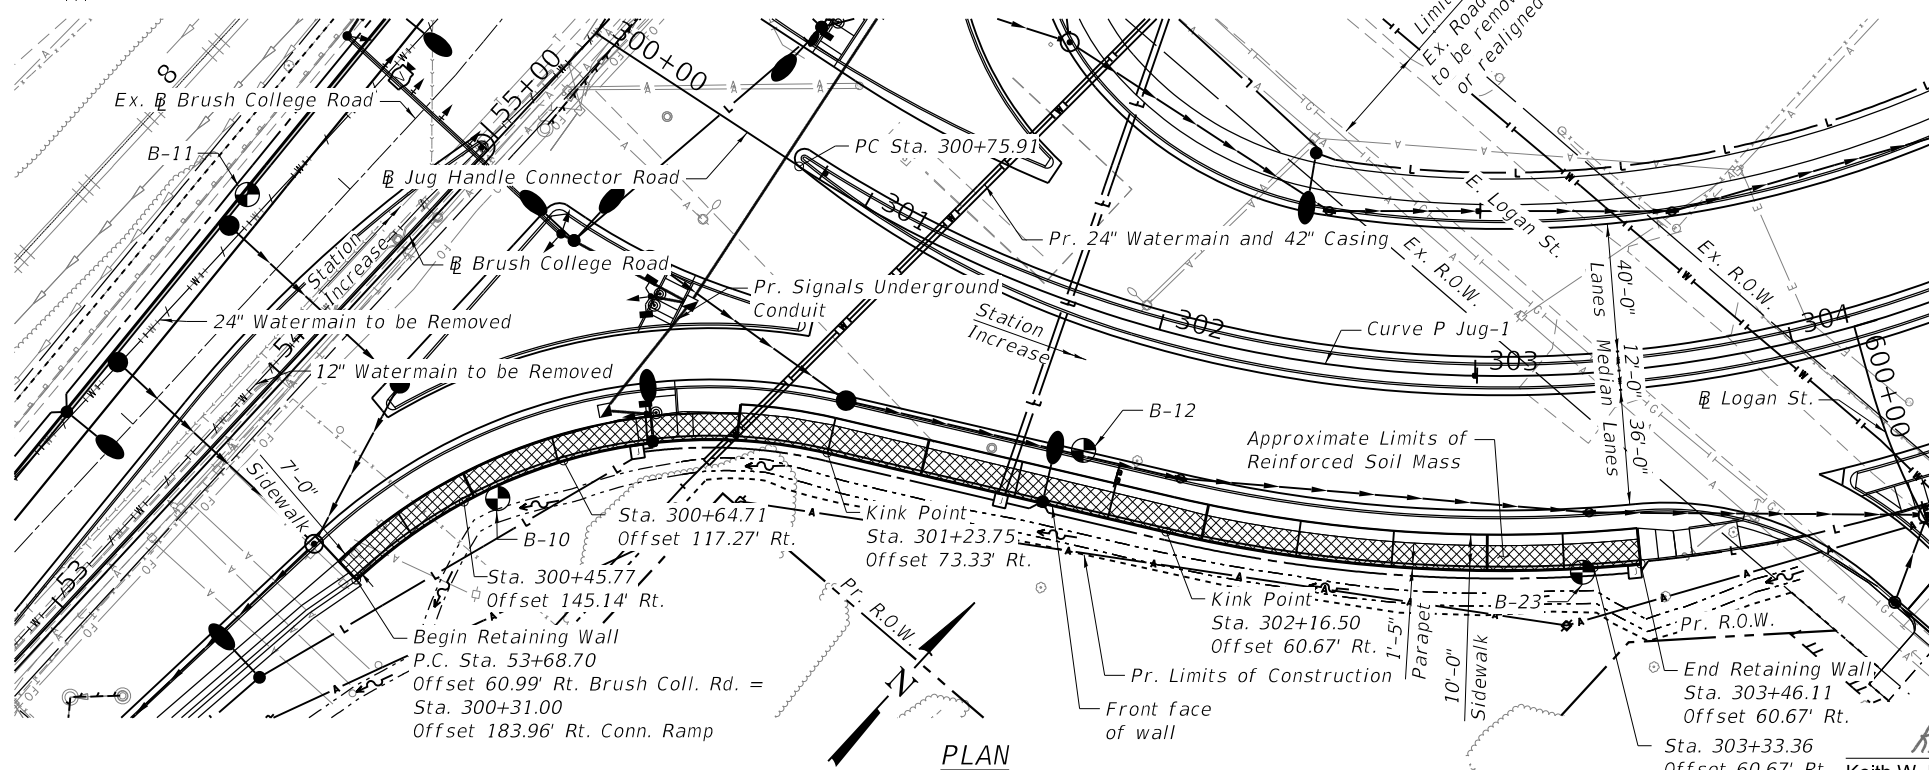 8
Ex. ℄ Brush College Road
B-11
155+00
300+00
℄ Jug Handle Connector Road
PC Sta. 300+75.91
301
Ex. Road
to be remov
or realigned
E. Logan St.
Ex. R.O.W.
Ex. R.O.W.
Pr. 24" Watermain and 42" Casing
Station
Increase
℄ Brush College Road
Pr. Signals Underground
Conduit
24" Watermain to be Removed
54
12" Watermain to be Removed
Station
Increase
302
Curve P Jug-1
303
304
40'-0"
Lanes
12'-0"
Median
36'-0"
Lanes
600+00
℄ Logan St.
B-12
Approximate Limits of
Reinforced Soil Mass
7'-0"
Sidewalk
B-10
Sta. 300+64.71
Offset 117.27' Rt.
Kink Point
Sta. 301+23.75
Offset 73.33' Rt.
153
Sta. 300+45.77
Offset 145.14' Rt.
Pr. R.O.W.
Kink Point
Sta. 302+16.50
Offset 60.67' Rt.
B-23
1'-5"
Parapet
10'-0"
Sidewalk
Pr. R.O.W.
Begin Retaining Wall
P.C. Sta. 53+68.70
Offset 60.99' Rt. Brush Coll. Rd. =
Sta. 300+31.00
Offset 183.96' Rt. Conn. Ramp
N
Pr. Limits of Construction
Front face
of wall
End Retaining Wall
Sta. 303+46.11
Offset 60.67' Rt.
Sta. 303+33.36
Offset 60.67' Rt.
PLAN
Keith W.